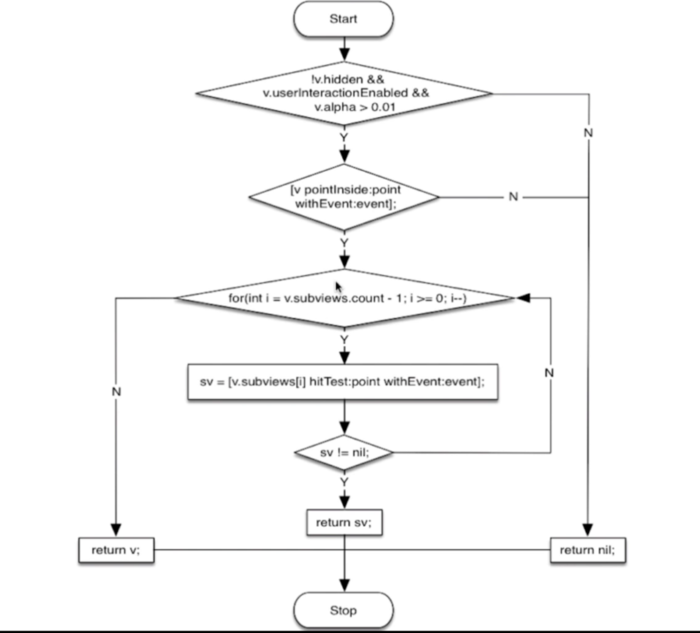 Start
!v.hidden &&
v.userInteractionEnabled &&
v.alpha > 0.01
N
Y
[v pointInside:point
withEvent:event];
N
Y
for(int i = v.subviews.count - 1; i >= 0; i--)
Y
N
N
sv = [v.subviews[i] hitTest:point withEvent:event];
sv != nil;
Y
return sv;
return v;
return nil;
Stop